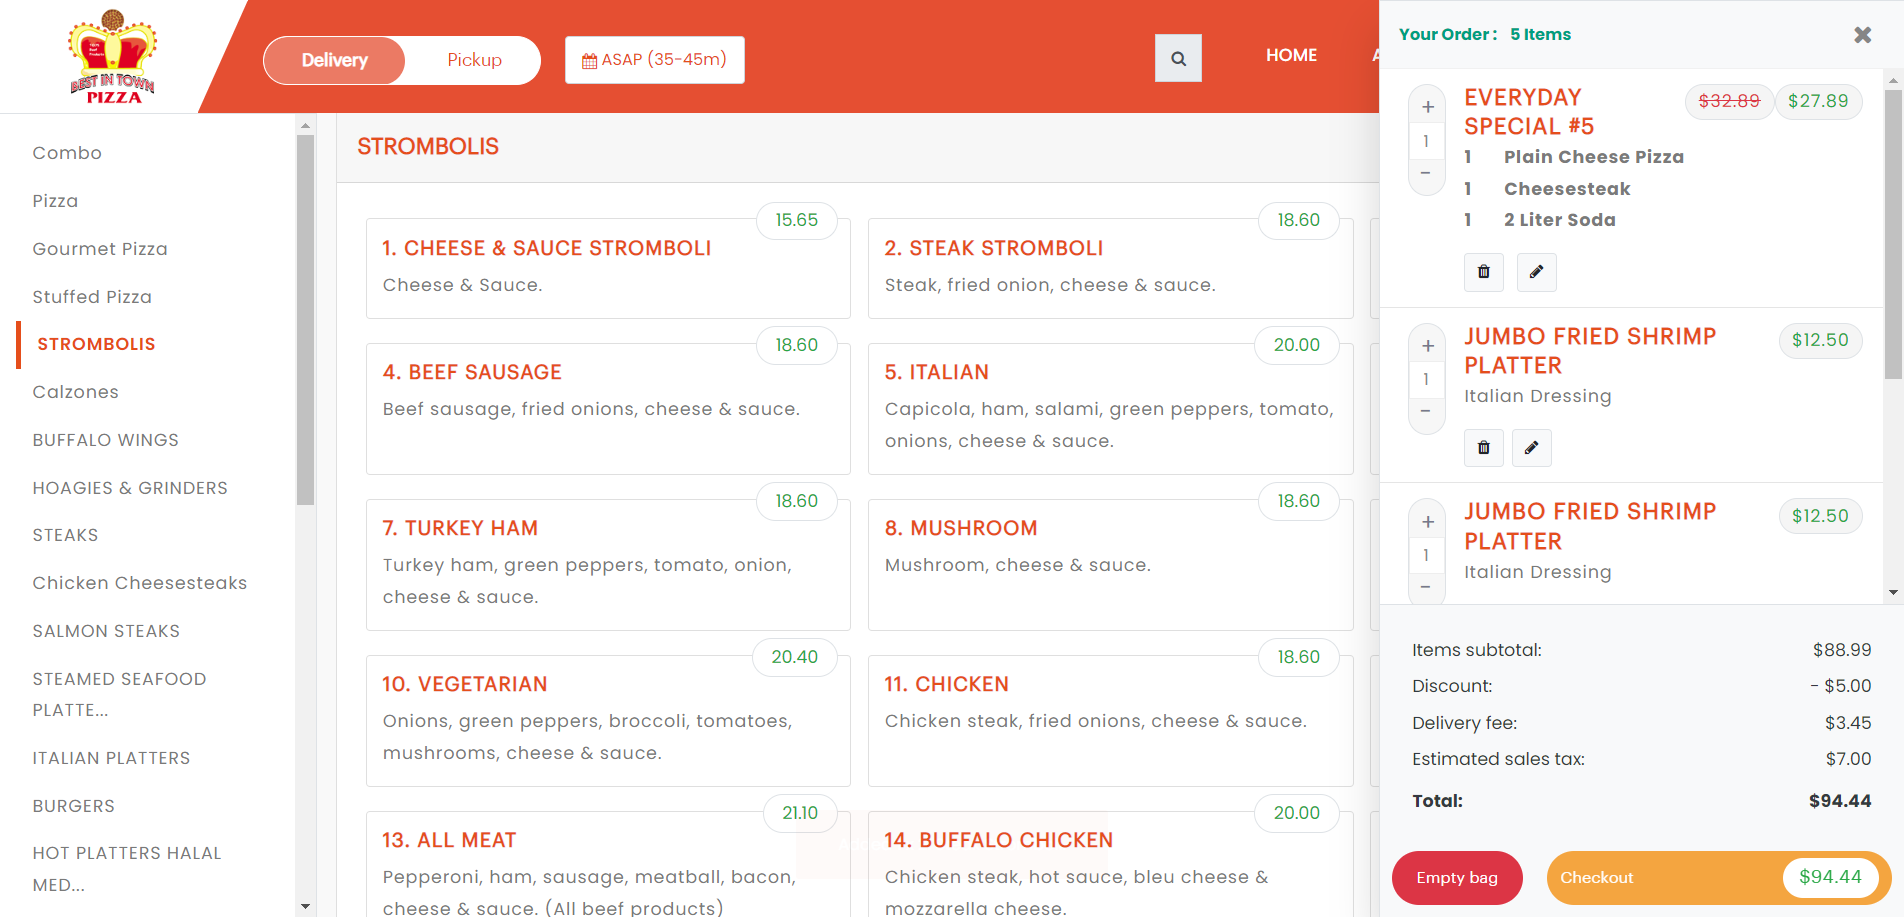 BEST IN TOWN
PIZZA
Delivery
Pickup
ASAP (35-45m)
HOME
Combo
Pizza
Gourmet Pizza
Stuffed Pizza
STROMBOLIS
Calzones
BUFFALO WINGS
HOAGIES & GRINDERS
STEAKS
Chicken Cheesesteaks
SALMON STEAKS
STEAMED SEAFOOD
PLATTE...
ITALIAN PLATTERS
BURGERS
HOT PLATTERS HALAL
MED...
STROMBOLIS
15.65
1. CHEESE & SAUCE STROMBOLI
Cheese & Sauce.
18.60
2. STEAK STROMBOLI
Steak, fried onion, cheese & sauce.
18.60
4. BEEF SAUSAGE
Beef sausage, fried onions, cheese & sauce.
20.00
5. ITALIAN
Capicola, ham, salami, green peppers, tomato,
onions, cheese & sauce.
18.60
7. TURKEY HAM
Turkey ham, green peppers, tomato, onion,
cheese & sauce.
18.60
8. MUSHROOM
Mushroom, cheese & sauce.
20.40
10. VEGETARIAN
Onions, green peppers, broccoli, tomatoes,
mushrooms, cheese & sauce.
18.60
11. CHICKEN
Chicken steak, fried onions, cheese & sauce.
21.10
13. ALL MEAT
Pepperoni, ham, sausage, meatball, bacon,
cheese & sauce. (All beef products)
20.00
14. BUFFALO CHICKEN
Chicken steak, hot sauce, bleu cheese &
mozzarella cheese.
Your Order : 5 Items
+
1
−
EVERYDAY
SPECIAL #5
$32.89 $27.89
1 Plain Cheese Pizza
1 Cheesesteak
1 2 Liter Soda
+
1
−
JUMBO FRIED SHRIMP
PLATTER
$12.50
Italian Dressing
+
1
−
JUMBO FRIED SHRIMP
PLATTER
$12.50
Italian Dressing
Items subtotal: $88.99
Discount: - $5.00
Delivery fee: $3.45
Estimated sales tax: $7.00
Total: $94.44
Empty bag
Checkout $94.44